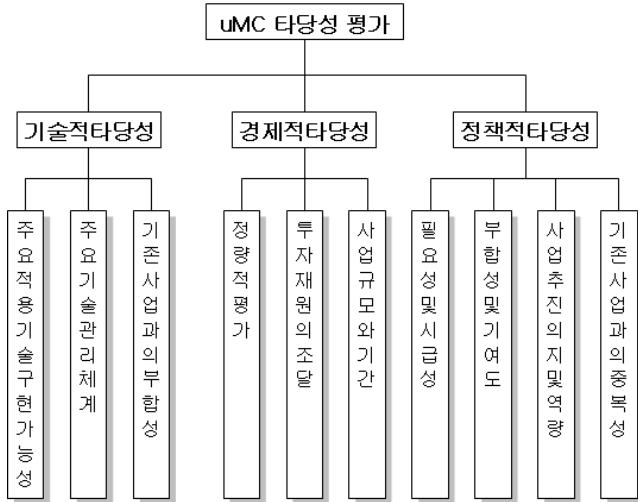 uMC 타당성 평가
기술적타당성
경제적타당성
정책적타당성
주요적용기술구현가능성
주요기술관리체계
기존사업과의부합성
정량적평가
투자재원의조달
사업규모와기간
필요성및시급성
부합성및기여도
사업추진의지및역량
기존사업과의중복성